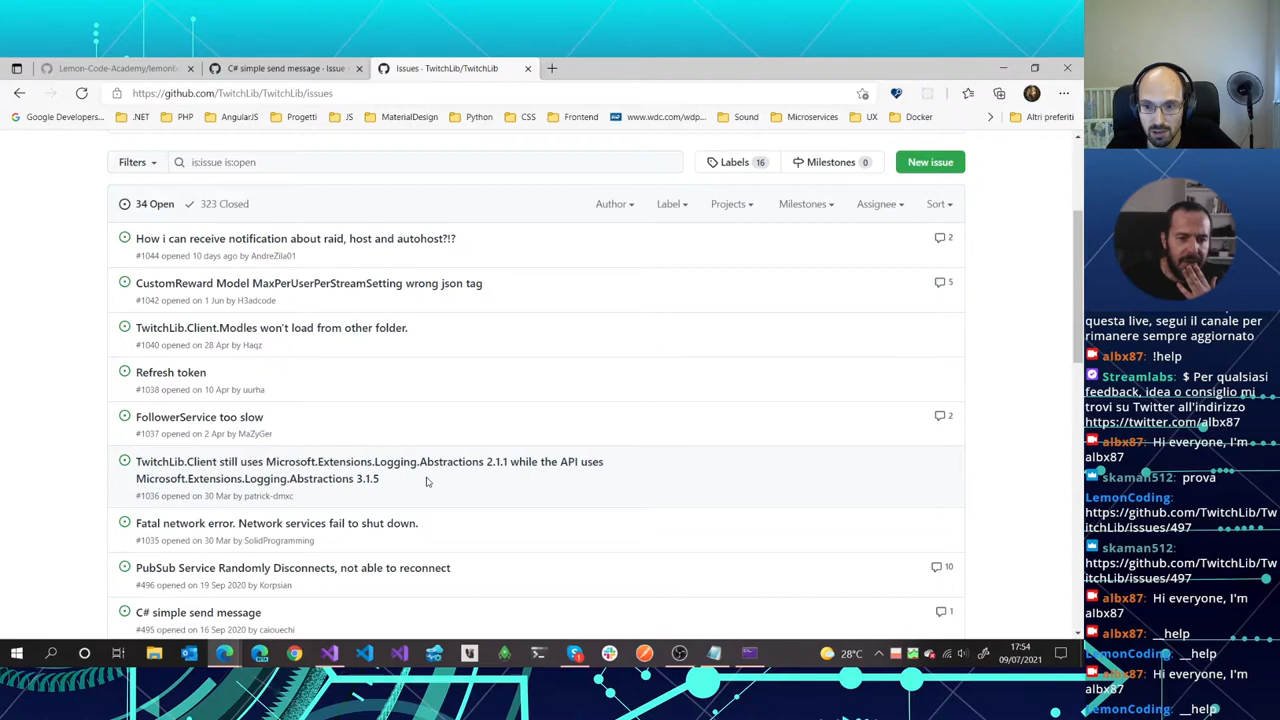 Lemon-Code-Academy/lemonb
C# simple send message · Issue
Issues · TwitchLib/TwitchLib
https://github.com/TwitchLib/TwitchLib/issues
Google Developers...
.NET
PHP
AngularJS
Progetti
JS
MaterialDesign
Python
CSS
Frontend
www.wdc.com/wdp...
Sound
Microservices
UX
Docker
Altri preferiti
Filters
is:issue is:open
Labels 16
Milestones 0
New issue
34 Open
323 Closed
Author
Label
Projects
Milestones
Assignee
Sort
How i can receive notification about raid, host and autohost?!?
2
#1044 opened 10 days ago by AndreZila01
CustomReward Model MaxPerUserPerStreamSetting wrong json tag
5
#1042 opened on 1 Jun by H3adcode
TwitchLib.Client.Modles won't load from other folder.
#1040 opened on 28 Apr by Haqz
Refresh token
#1038 opened on 10 Apr by uurha
FollowerService too slow
2
#1037 opened on 2 Apr by MaZyGer
TwitchLib.Client still uses Microsoft.Extensions.Logging.Abstractions 2.1.1 while the API uses
Microsoft.Extensions.Logging.Abstractions 3.1.5
#1036 opened on 30 Mar by patrick-dmxc
Fatal network error. Network services fail to shut down.
#1035 opened on 30 Mar by SolidProgramming
PubSub Service Randomly Disconnects, not able to reconnect
10
#496 opened on 19 Sep 2020 by Korpsian
C# simple send message
1
#495 opened on 16 Sep 2020 by caiouechi
28°C
17:54
09/07/2021
questa live, segui il canale per
rimanere sempre aggiornato
albx87: !help
Streamlabs: $ Per qualsiasi
feedback, idea o consiglio mi
trovi su Twitter all'indirizzo
https://twitter.com/albx87
albx87: Hi everyone, I'm
albx87
skaman512: prova
LemonCoding:
https://github.com/TwitchLib/Tw
itchLib/issues/497
skaman512:
https://github.com/TwitchLib/Tw
itchLib/issues/497
albx87: Hi everyone, I'm
albx87
albx87: __help
LemonCoding: __help
albx87: Hi everyone, I'm
albx87
LemonCoding: __help